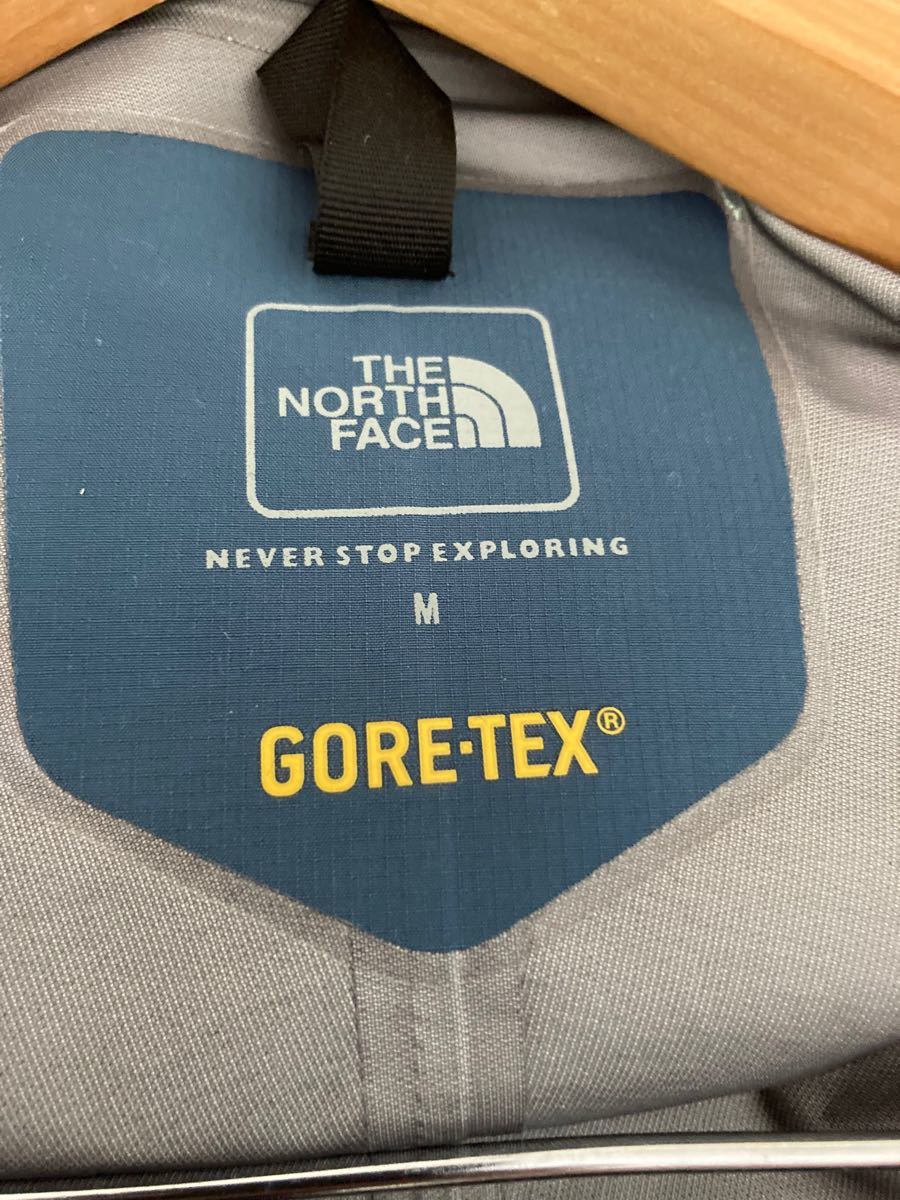 THE
NORTH
FACE
NEVER STOP EXPLORING
M
GORE-TEX®